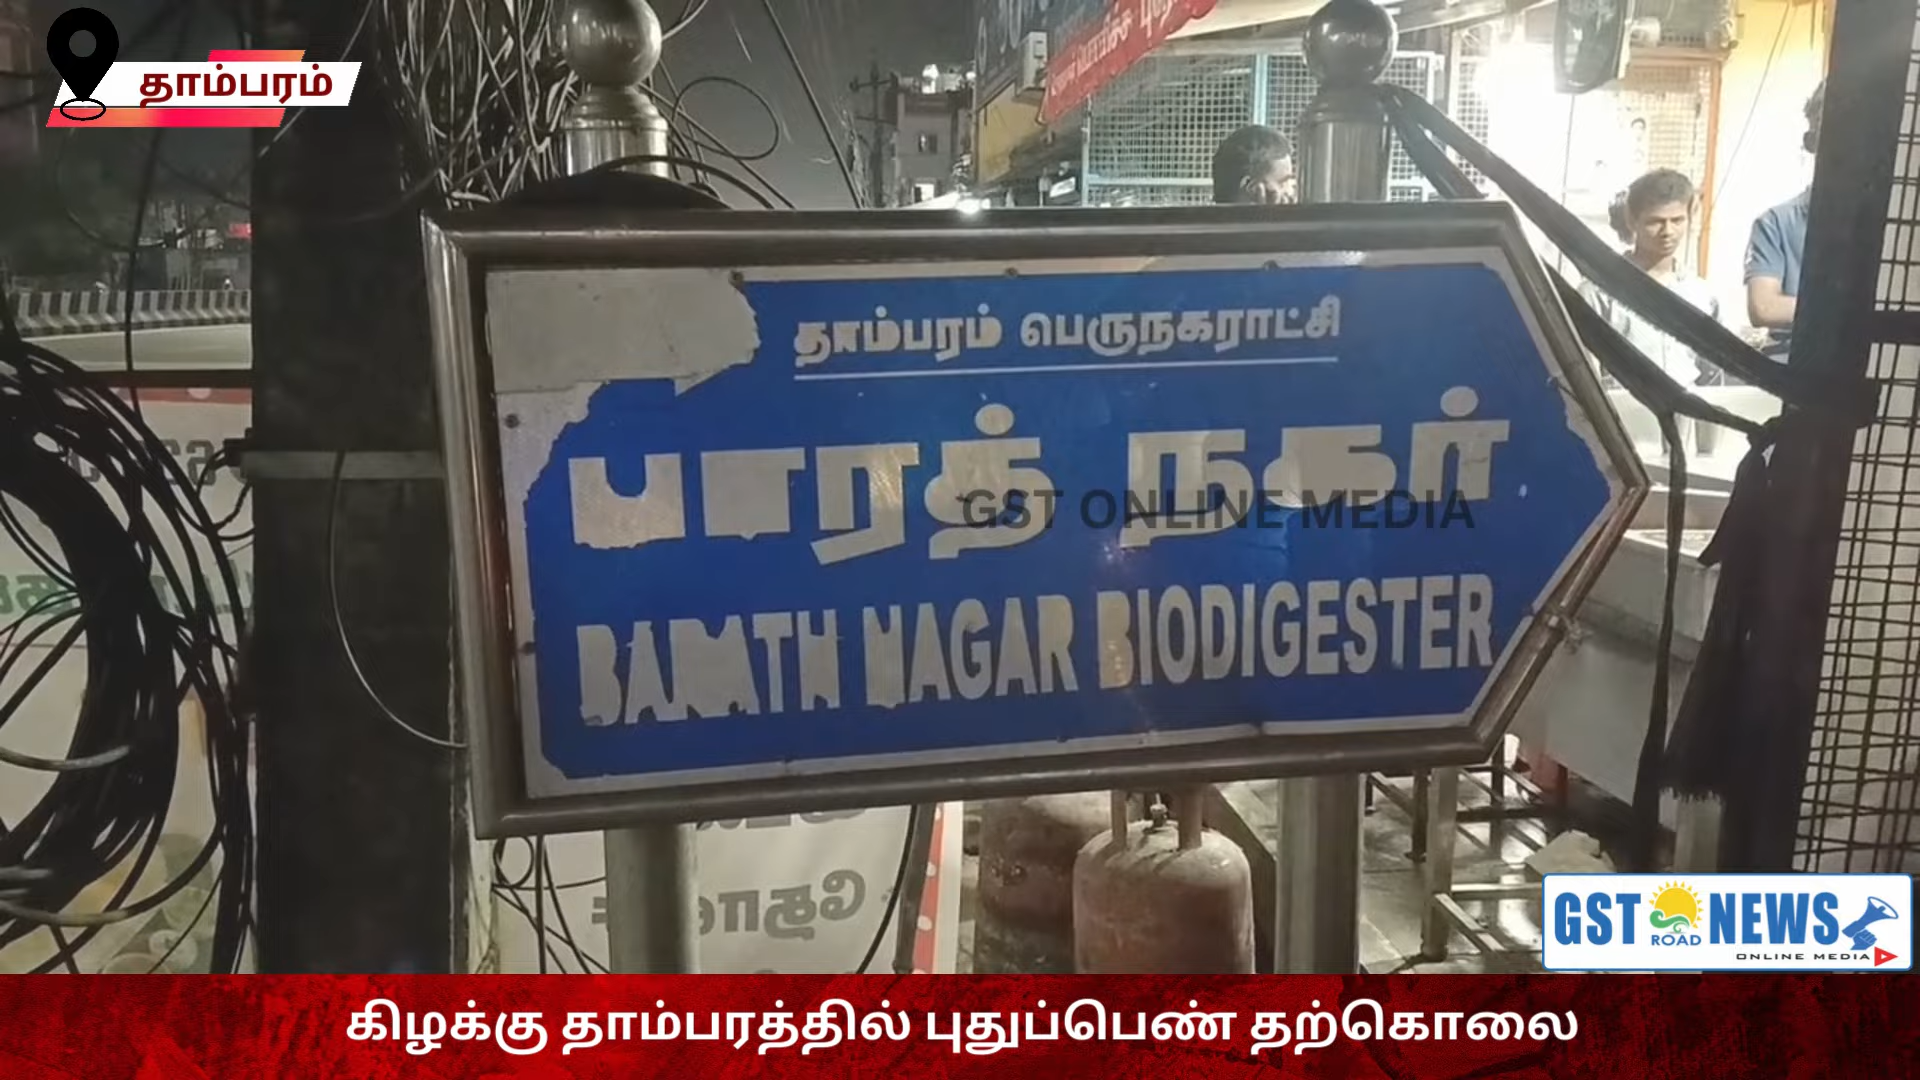 தாம்பரம்
தாம்பரம் பெருநகராட்சி
பாரத் நகர்
GST ONLINE MEDIA
BARATH NAGAR BIODIGESTER
GST ROAD NEWS
ONLINE MEDIA
கிழக்கு தாம்பரத்தில் புதுப்பெண் தற்கொலை